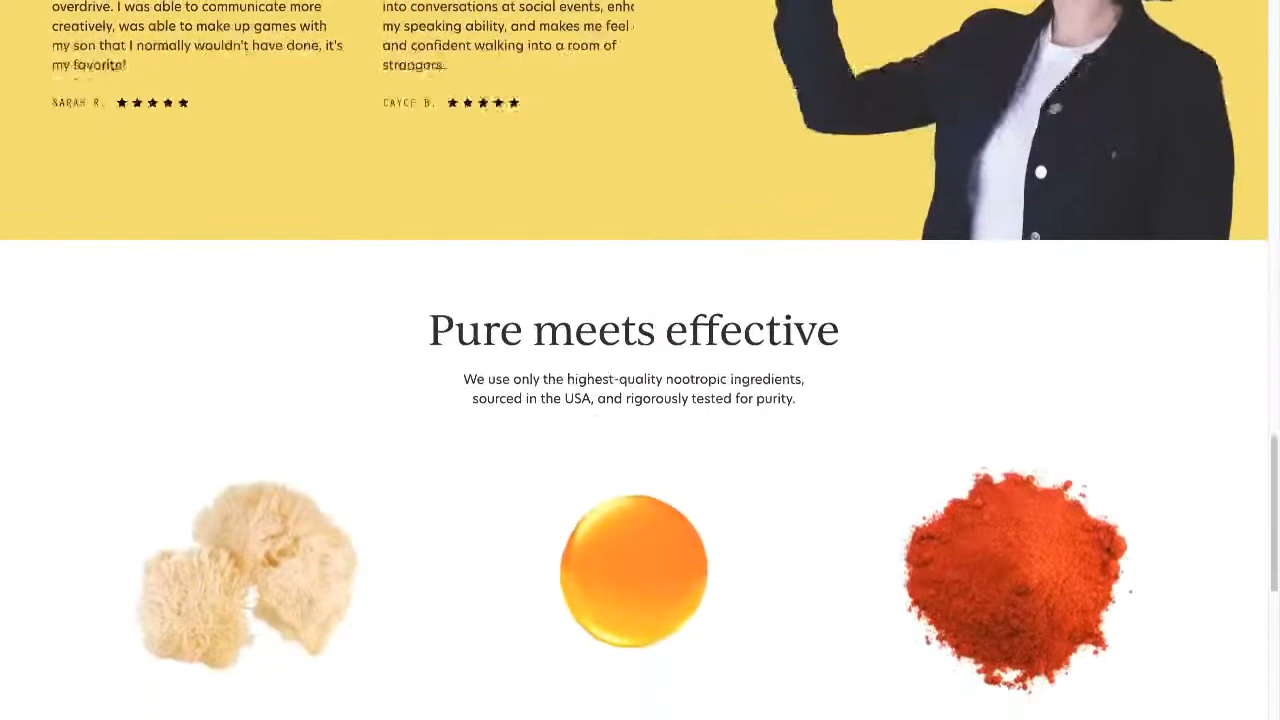 overdrive. I was able to communicate more
creatively, was able to make up games with
my son that I normally wouldn't have done, it's
my favorite!
SARAH R.
into conversations at social events, enh
my speaking ability, and makes me feel
and confident walking into a room of
strangers.
CAYCE B.
Pure meets effective
We use only the highest-quality nootropic ingredients,
sourced in the USA, and rigorously tested for purity.